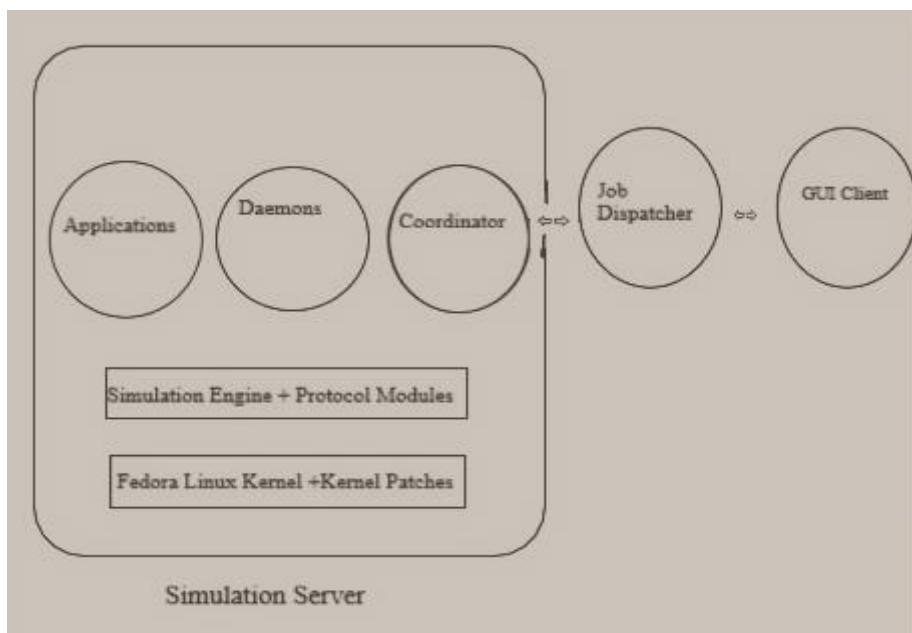 Applications
Daemons
Coordinator
Job
Dispatcher
GUI Client
Simulation Engine + Protocol Modules
Fedora Linux Kernel +Kernel Patches
Simulation Server